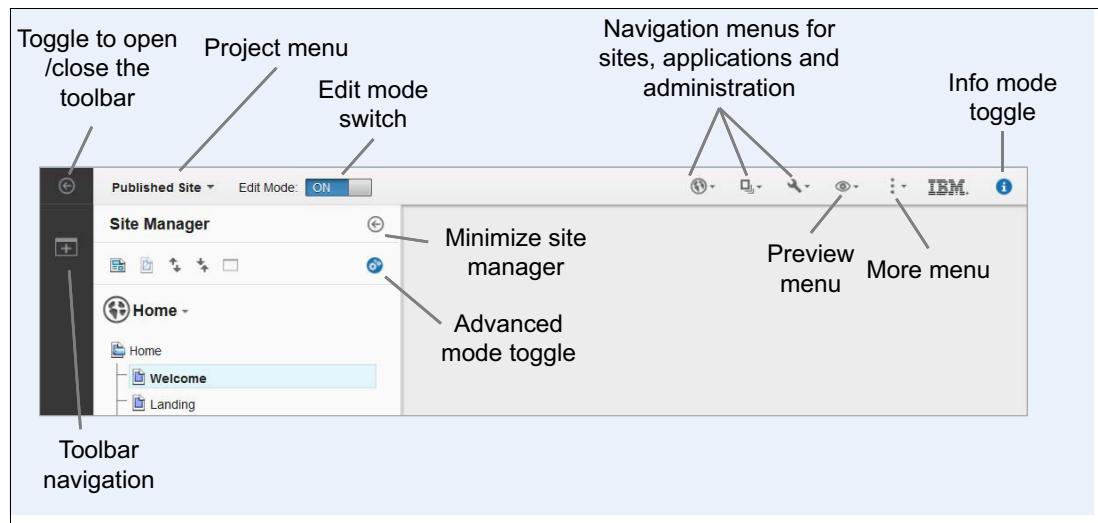 Toggle to open
/close the
toolbar
Project menu
Edit mode
switch
Navigation menus for
sites, applications and
administration
Info mode
toggle
Published Site
Edit Mode: ON
IBM.
Site Manager
Minimize site
manager
Preview
menu
More menu
Home
Advanced
mode toggle
Home
Welcome
Landing
Toolbar
navigation